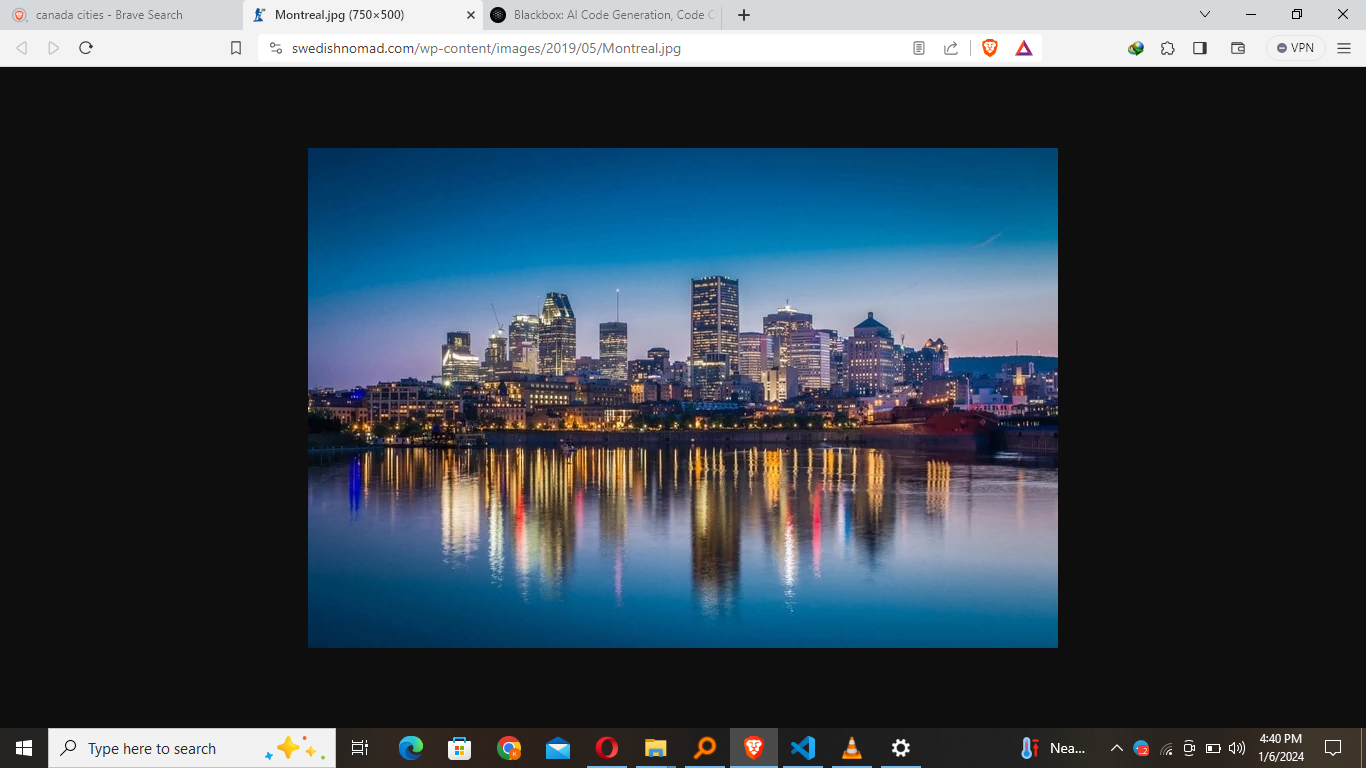 canada cities - Brave Search
Montreal.jpg (750×500)
Blackbox: AI Code Generation, Code C
swedishnomad.com/wp-content/images/2019/05/Montreal.jpg
VPN
Type here to search
Nea...
4:40 PM
1/6/2024